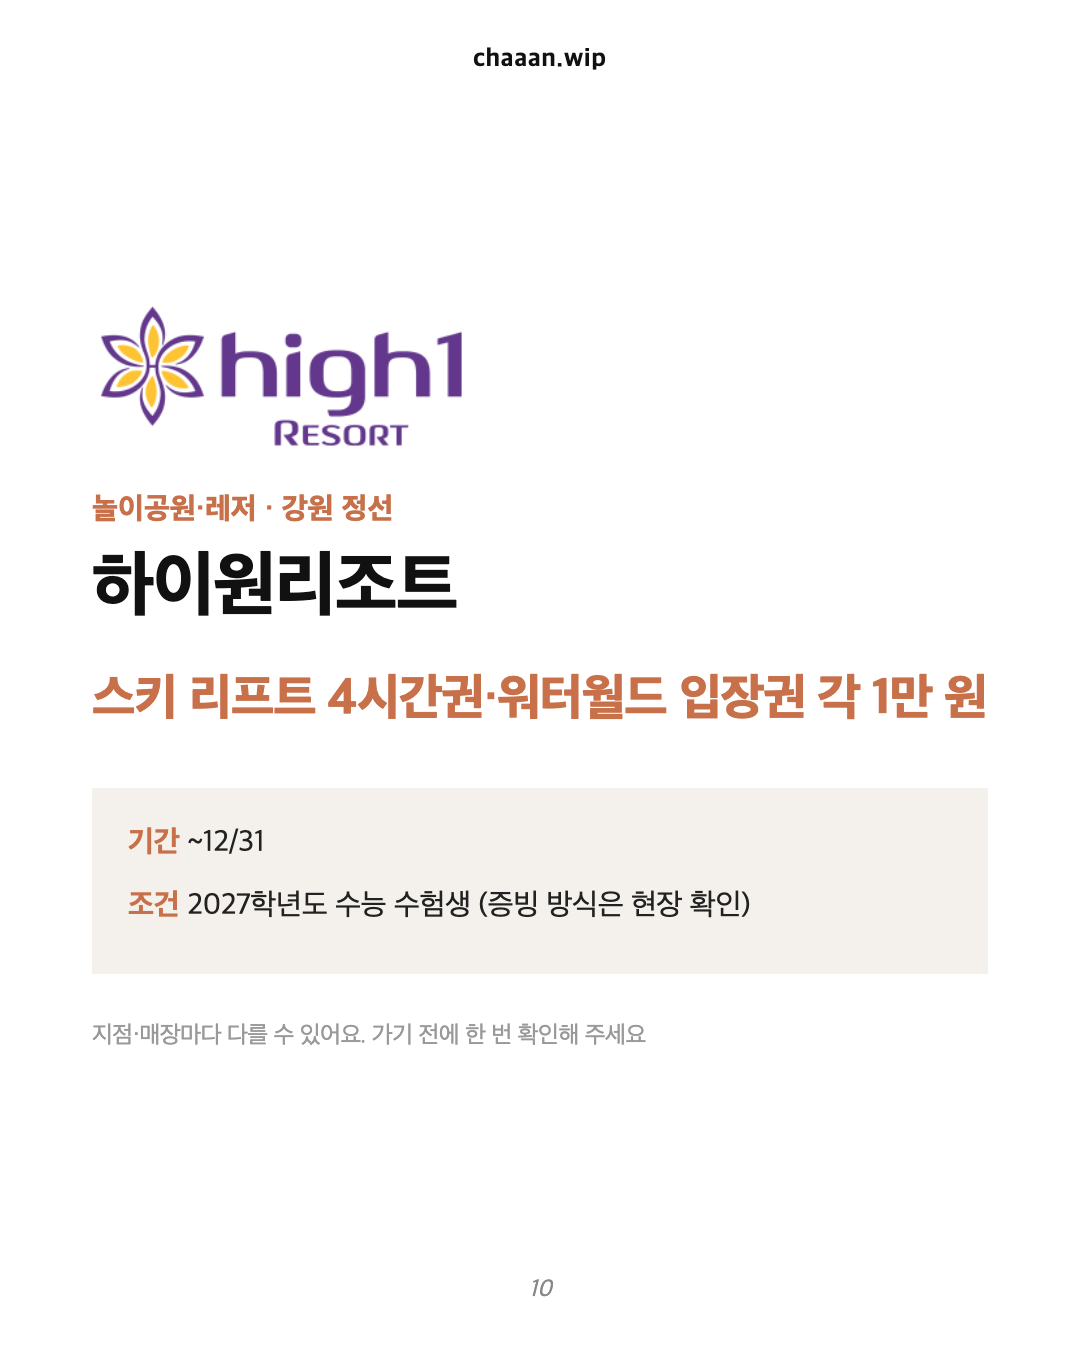 chaaan.wip
high1
RESORT
놀이공원·레저 · 강원 정선
하이원리조트
스키 리프트 4시간권·워터월드 입장권 각 1만 원
기간 ~12/31
조건 2027학년도 수능 수험생 (증빙 방식은 현장 확인)
지점·매장마다 다를 수 있어요. 가기 전에 한 번 확인해 주세요
10